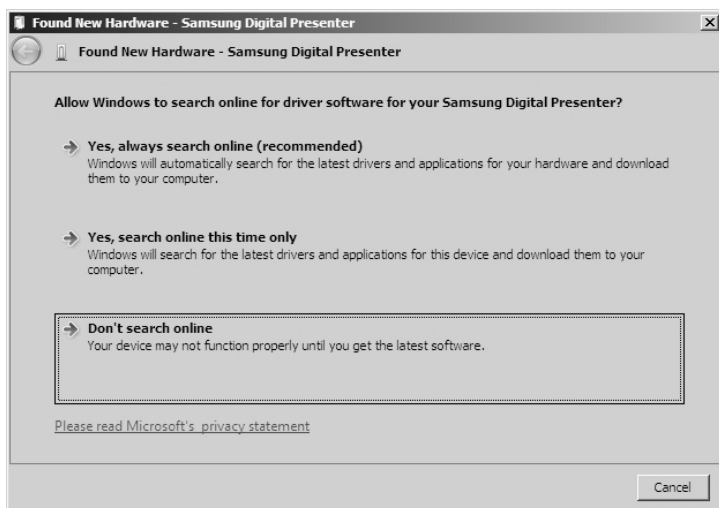 Found New Hardware - Samsung Digital Presenter
Found New Hardware - Samsung Digital Presenter
Allow Windows to search online for driver software for your Samsung Digital Presenter?
Yes, always search online (recommended)
Windows will automatically search for the latest drivers and applications for your hardware and download
them to your computer.
Yes, search online this time only
Windows will search for the latest drivers and applications for this device and download them to your
computer.
Don't search online
Your device may not function properly until you get the latest software.
Please read Microsoft's privacy statement
Cancel